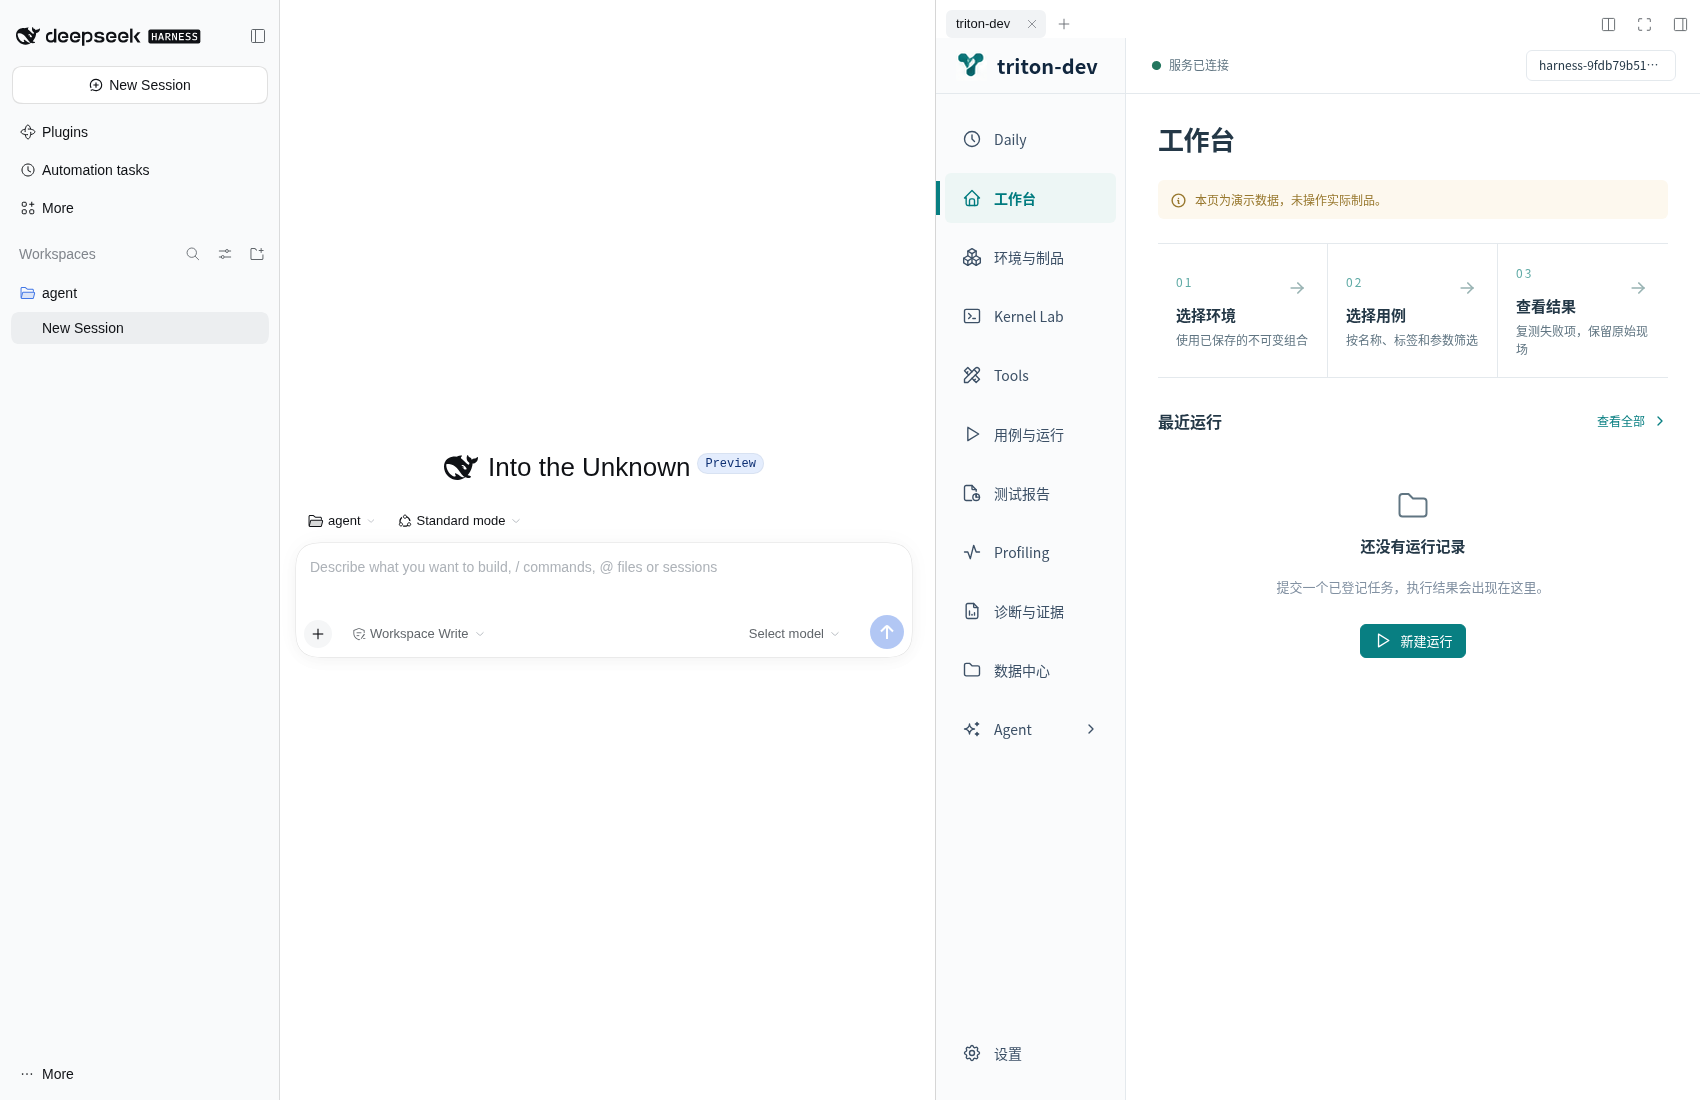 deepseek HARNESS
New Session
Plugins
Automation tasks
More
Workspaces
agent
New Session
More
Into the Unknown Preview
agent
Standard mode
Describe what you want to build, / commands, @ files or sessions
Workspace Write
Select model
triton-dev
triton-dev
服务已连接
harness-9fdb79b51···
Daily
工作台
环境与制品
Kernel Lab
Tools
用例与运行
测试报告
Profiling
诊断与证据
数据中心
Agent
设置
工作台
本页为演示数据，未操作实际制品。
01
选择环境
使用已保存的不可变组合
02
选择用例
按名称、标签和参数筛选
03
查看结果
复测失败项，保留原始现
场
最近运行
查看全部
还没有运行记录
提交一个已登记任务，执行结果会出现在这里。
新建运行